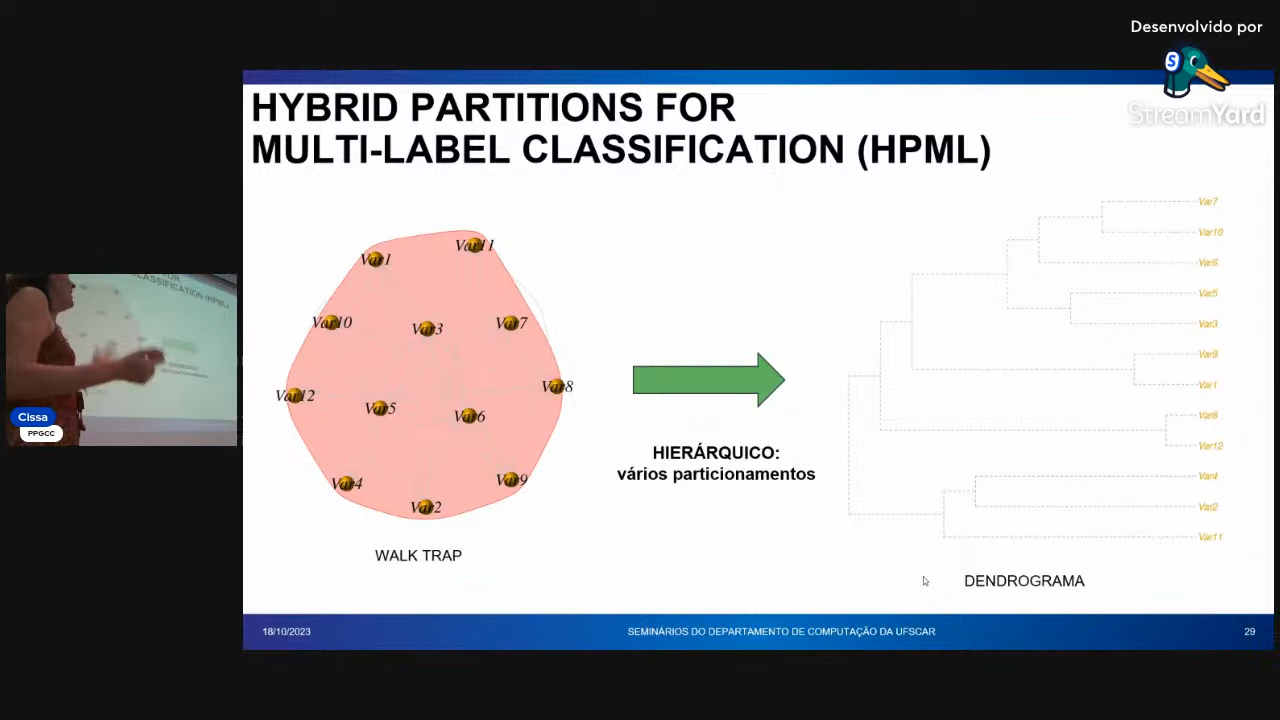 Desenvolvido por
S
StreamYard
HYBRID PARTITIONS FOR
MULTI-LABEL CLASSIFICATION (HPML)
Var1
Var11
Var10
Var3
Var7
Var12
Var5
Var6
Var8
Var4
Var2
Var9
WALK TRAP
HIERÁRQUICO:
vários particionamentos
Var7
Var10
Var6
Var5
Var3
Var9
Var1
Var8
Var12
Var4
Var2
Var11
DENDROGRAMA
CLASSIFICATION (HPML)
Cissa
PPGCC
18/10/2023
SEMINÁRIOS DO DEPARTAMENTO DE COMPUTAÇÃO DA UFSCAR
29